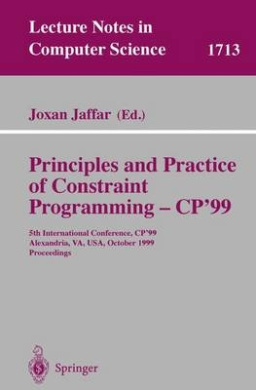 Lecture Notes in
Computer Science 1713
Joxan Jaffar (Ed.)
Principles and Practice
of Constraint
Programming – CP'99
5th International Conference, CP'99
Alexandria, VA, USA, October 1999
Proceedings
Springer